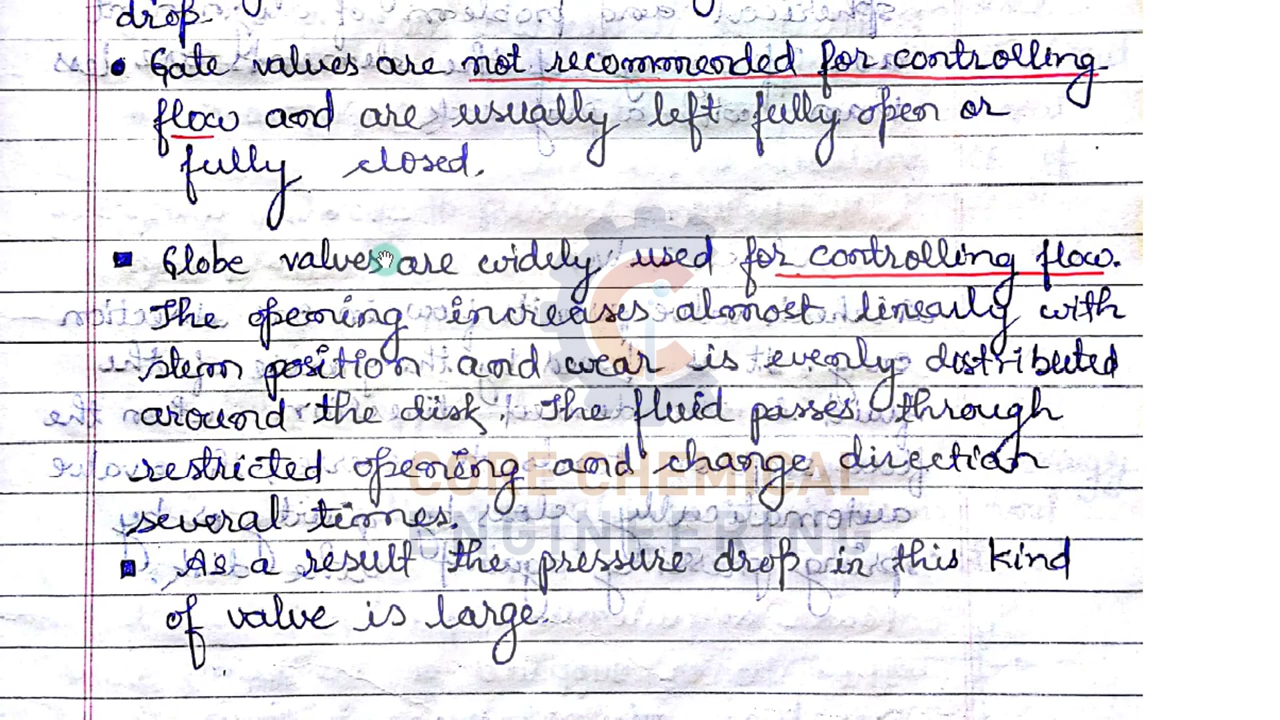 drop.
• Gate valves are not recommended for controlling
flow and are usually left fully open or
fully closed.
▪ Globe valves are widely used for controlling flow.
The opening increases almost linearly with
stem position and wear is evenly distributed
around the disk. The fluid passes through
restricted opening and change direction
several times.
▪ As a result the pressure drop in this kind
of valve is large.
CORE CHEMICAL
ENGINEERING